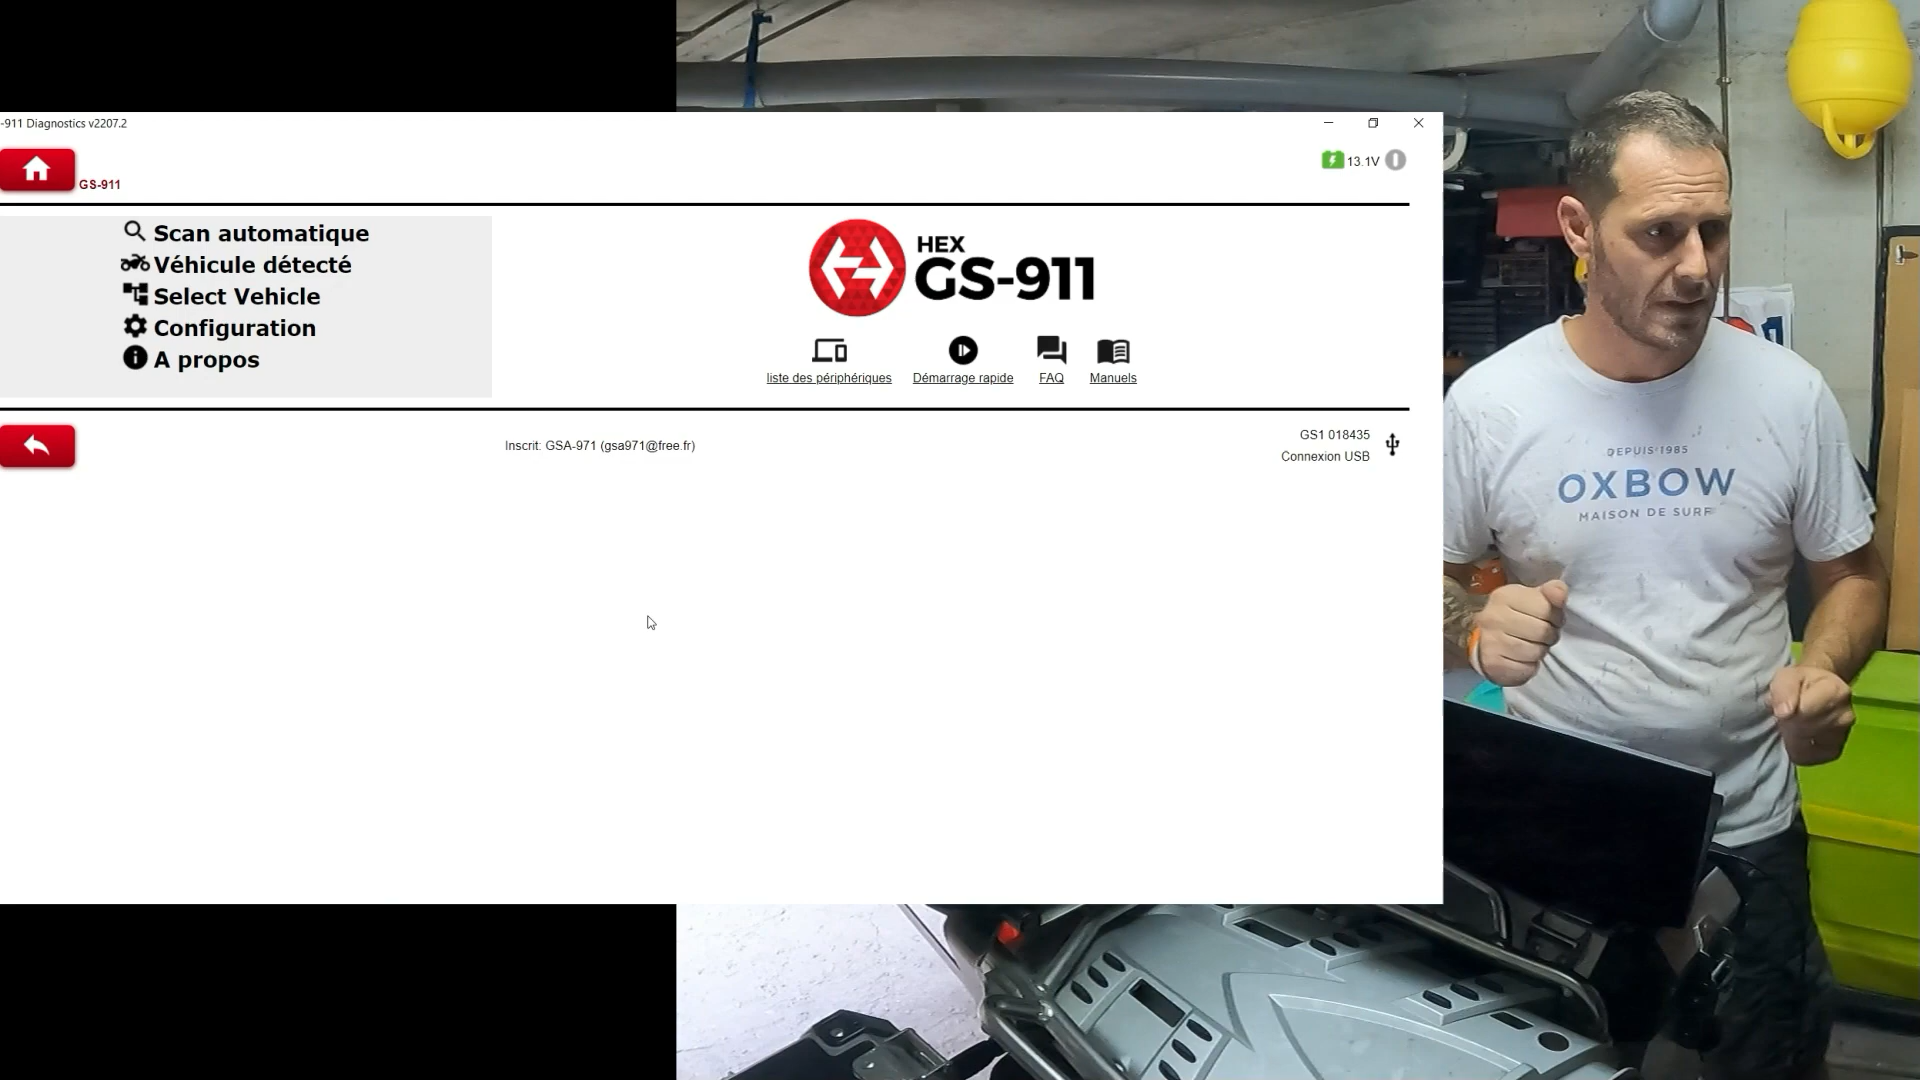 -911 Diagnostics v2207.2
GS-911
13.1V
Scan automatique
Véhicule détecté
Select Vehicle
Configuration
A propos
HEX
GS-911
liste des périphériques
Démarrage rapide
FAQ
Manuels
Inscrit: GSA-971 (gsa971@free.fr)
GS1 018435
Connexion USB
DEPUIS 1985
OXBOW
MAISON DE SURF